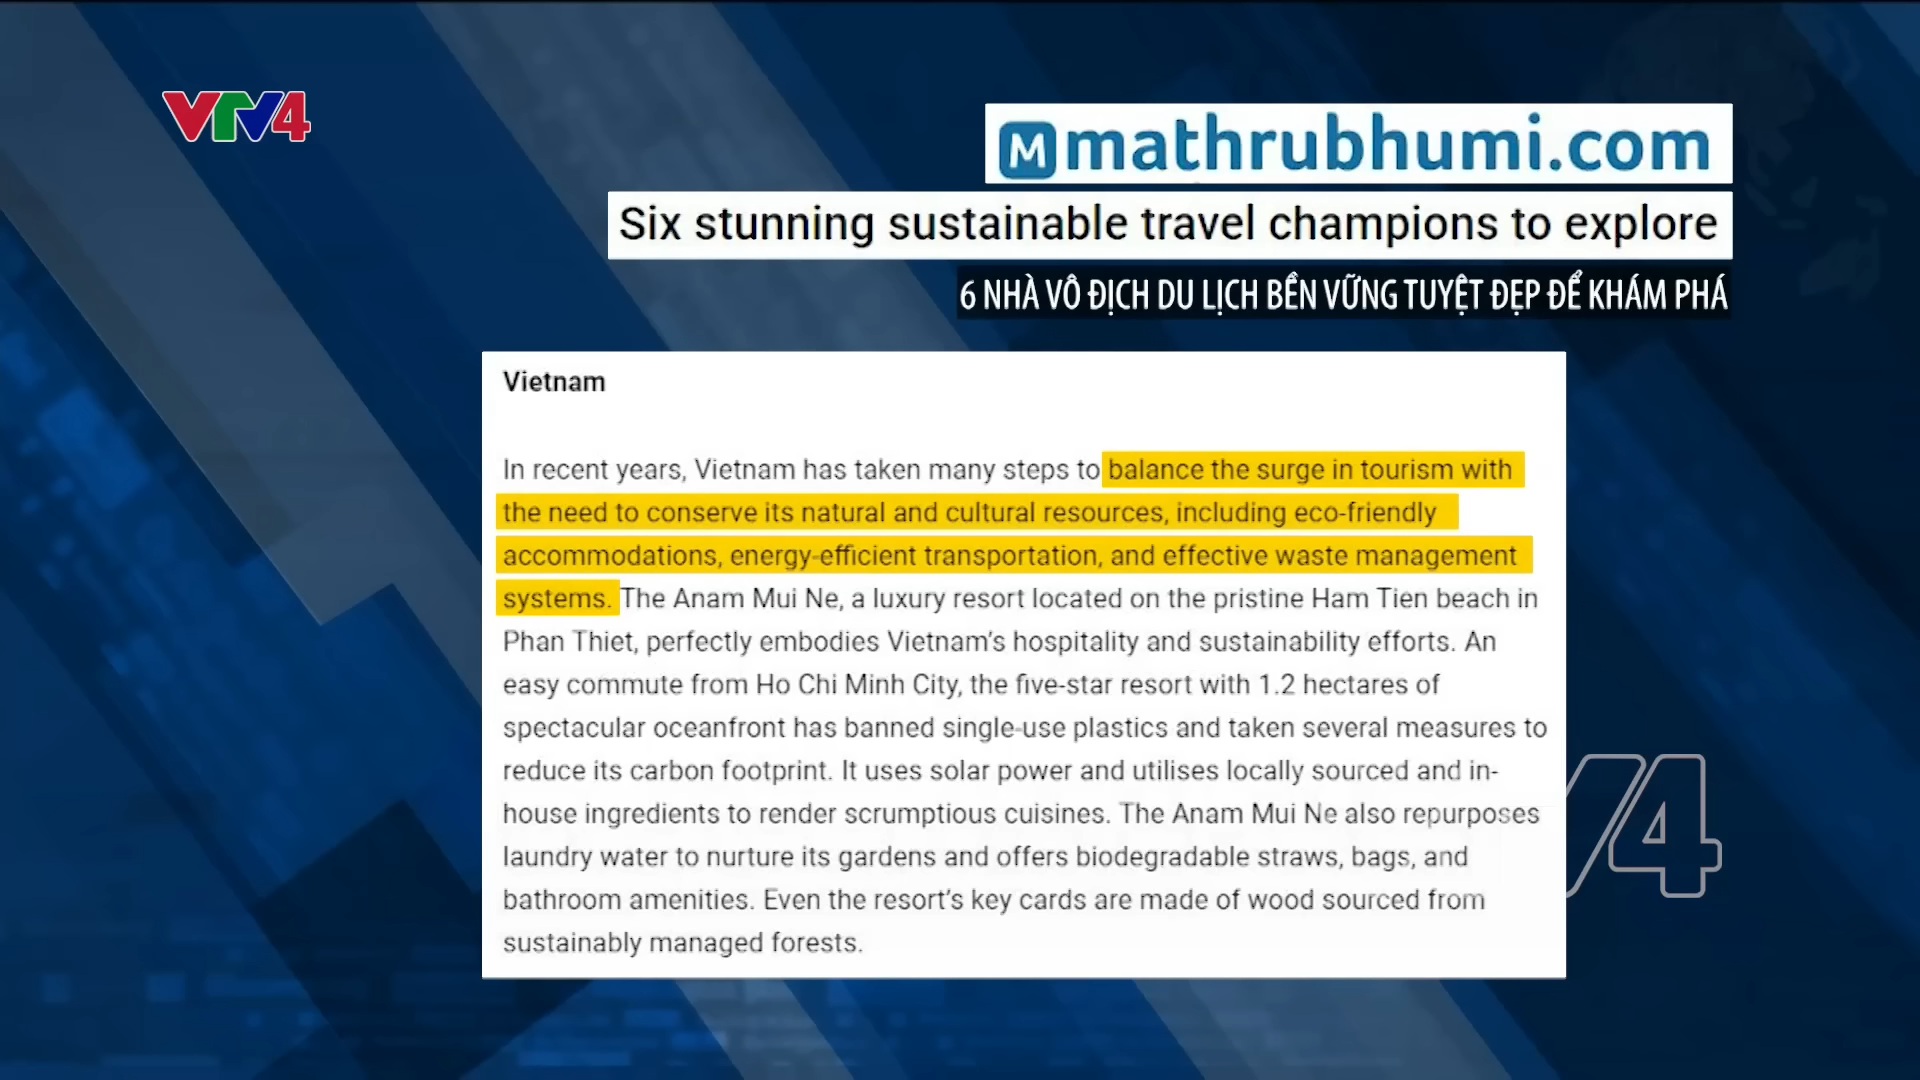 VTV4
M mathrubhumi.com
Six stunning sustainable travel champions to explore
6 NHÀ VÔ ĐỊCH DU LỊCH BỀN VỮNG TUYỆT ĐẸP ĐỂ KHÁM PHÁ
Vietnam
In recent years, Vietnam has taken many steps to balance the surge in tourism with
the need to conserve its natural and cultural resources, including eco-friendly
accommodations, energy-efficient transportation, and effective waste management
systems. The Anam Mui Ne, a luxury resort located on the pristine Ham Tien beach in
Phan Thiet, perfectly embodies Vietnam's hospitality and sustainability efforts. An
easy commute from Ho Chi Minh City, the five-star resort with 1.2 hectares of
spectacular oceanfront has banned single-use plastics and taken several measures to
reduce its carbon footprint. It uses solar power and utilises locally sourced and in-
house ingredients to render scrumptious cuisines. The Anam Mui Ne also repurposes
laundry water to nurture its gardens and offers biodegradable straws, bags, and
bathroom amenities. Even the resort's key cards are made of wood sourced from
sustainably managed forests.
V4